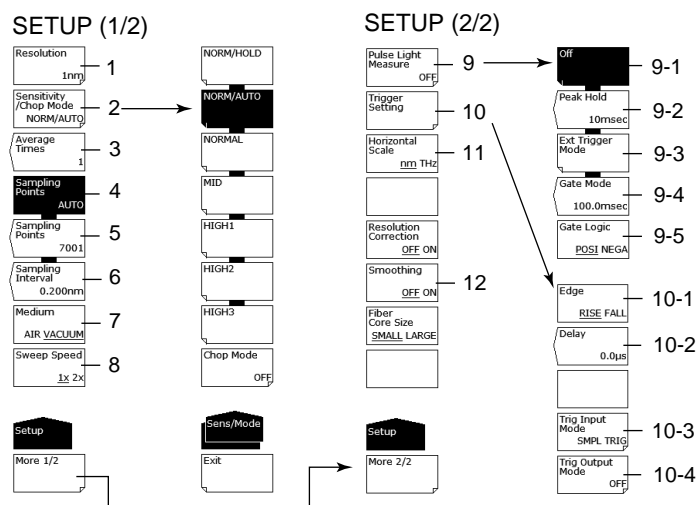 SETUP (1/2)
Resolution
1nm
1
Sensitivity
/Chop Mode
NORM/AUTO
2
Average
Times
1
3
Sampling
Points
AUTO
4
Sampling
Points
7001
5
Sampling
Interval
0.200nm
6
Medium
AIR VACUUM
7
Sweep Speed
1x 2x
8
Setup
More 1/2
NORM/HOLD
NORM/AUTO
NORMAL
MID
HIGH1
HIGH2
HIGH3
Chop Mode
OFF
Sens/Mode
Exit
SETUP (2/2)
Pulse Light
Measure
OFF
9
Trigger
Setting
10
Horizontal
Scale
nm THz
11
Resolution
Correction
OFF ON
Smoothing
OFF ON
12
Fiber
Core Size
SMALL LARGE
Setup
More 2/2
Off
9-1
Peak Hold
10msec
9-2
Ext Trigger
Mode
9-3
Gate Mode
100.0msec
9-4
Gate Logic
POSI NEGA
9-5
Edge
RISE FALL
10-1
Delay
0.0µs
10-2
Trig Input
Mode
SMPL TRIG
10-3
Trig Output
Mode
OFF
10-4